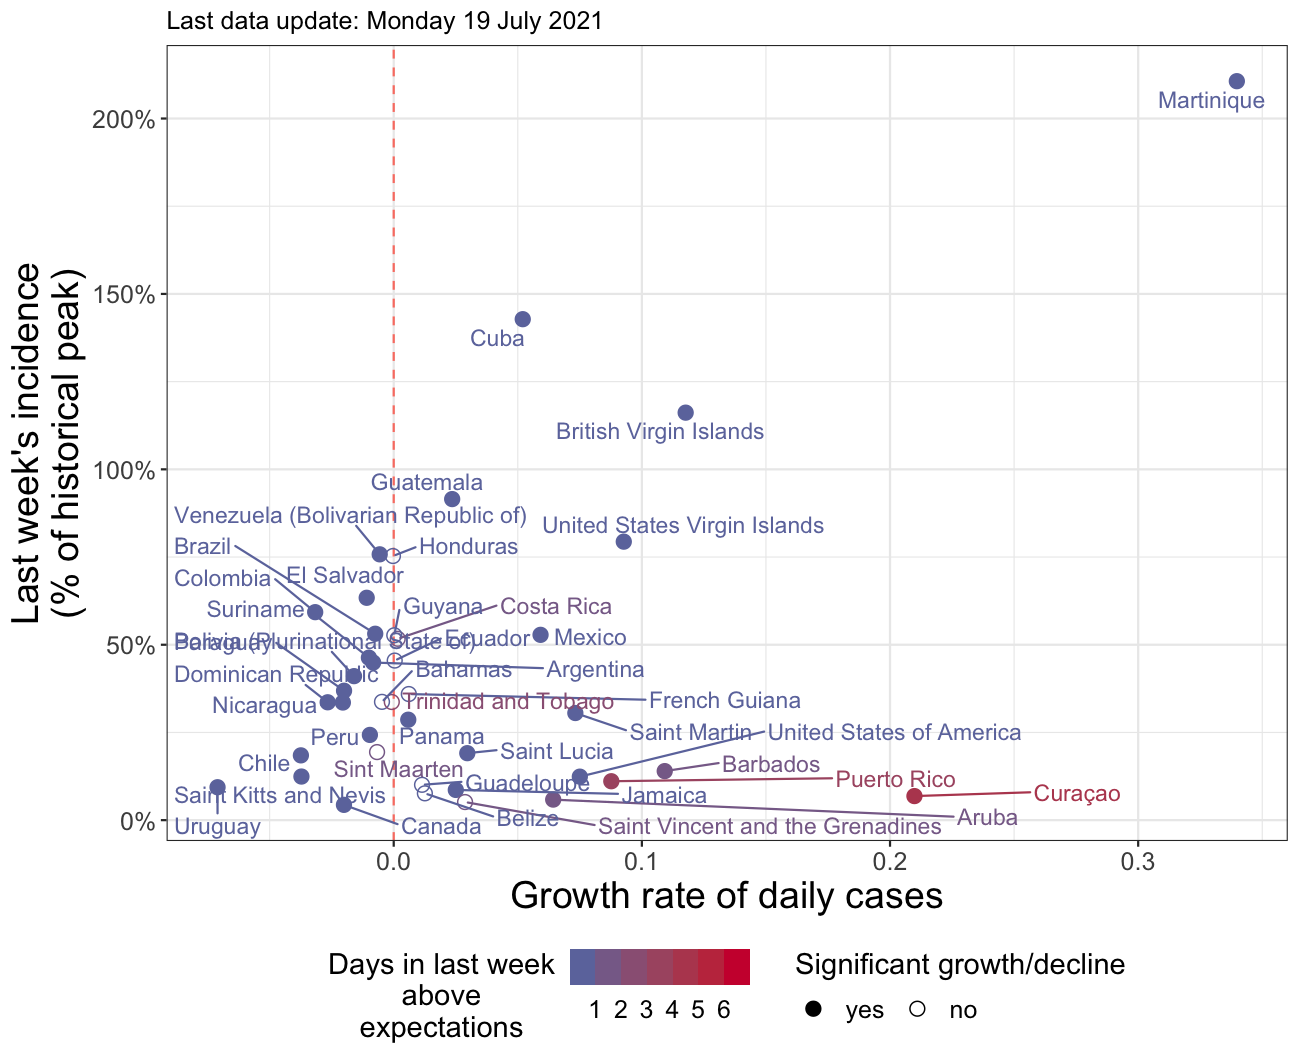 Last data update: Monday 19 July 2021
Last week's incidence
(% of historical peak)
200%
150%
100%
50%
0%
Martinique
Cuba
British Virgin Islands
Guatemala
Venezuela (Bolivarian Republic of)
United States Virgin Islands
Brazil
Honduras
Colombia
El Salvador
Suriname
Guyana
Costa Rica
Bolivia (Plurinational State of)
Paraguay
Ecuador
Mexico
Dominican Republic
Bahamas
Argentina
Nicaragua
Trinidad and Tobago
French Guiana
Peru
Panama
Saint Martin
United States of America
Chile
Saint Lucia
Sint Maarten
Barbados
Guadeloupe
Puerto Rico
Saint Kitts and Nevis
Jamaica
Curaçao
Uruguay
Canada
Belize
Saint Vincent and the Grenadines
Aruba
0.0 0.1 0.2 0.3
Growth rate of daily cases
Days in last week
above
expectations
1 2 3 4 5 6
Significant growth/decline
yes no